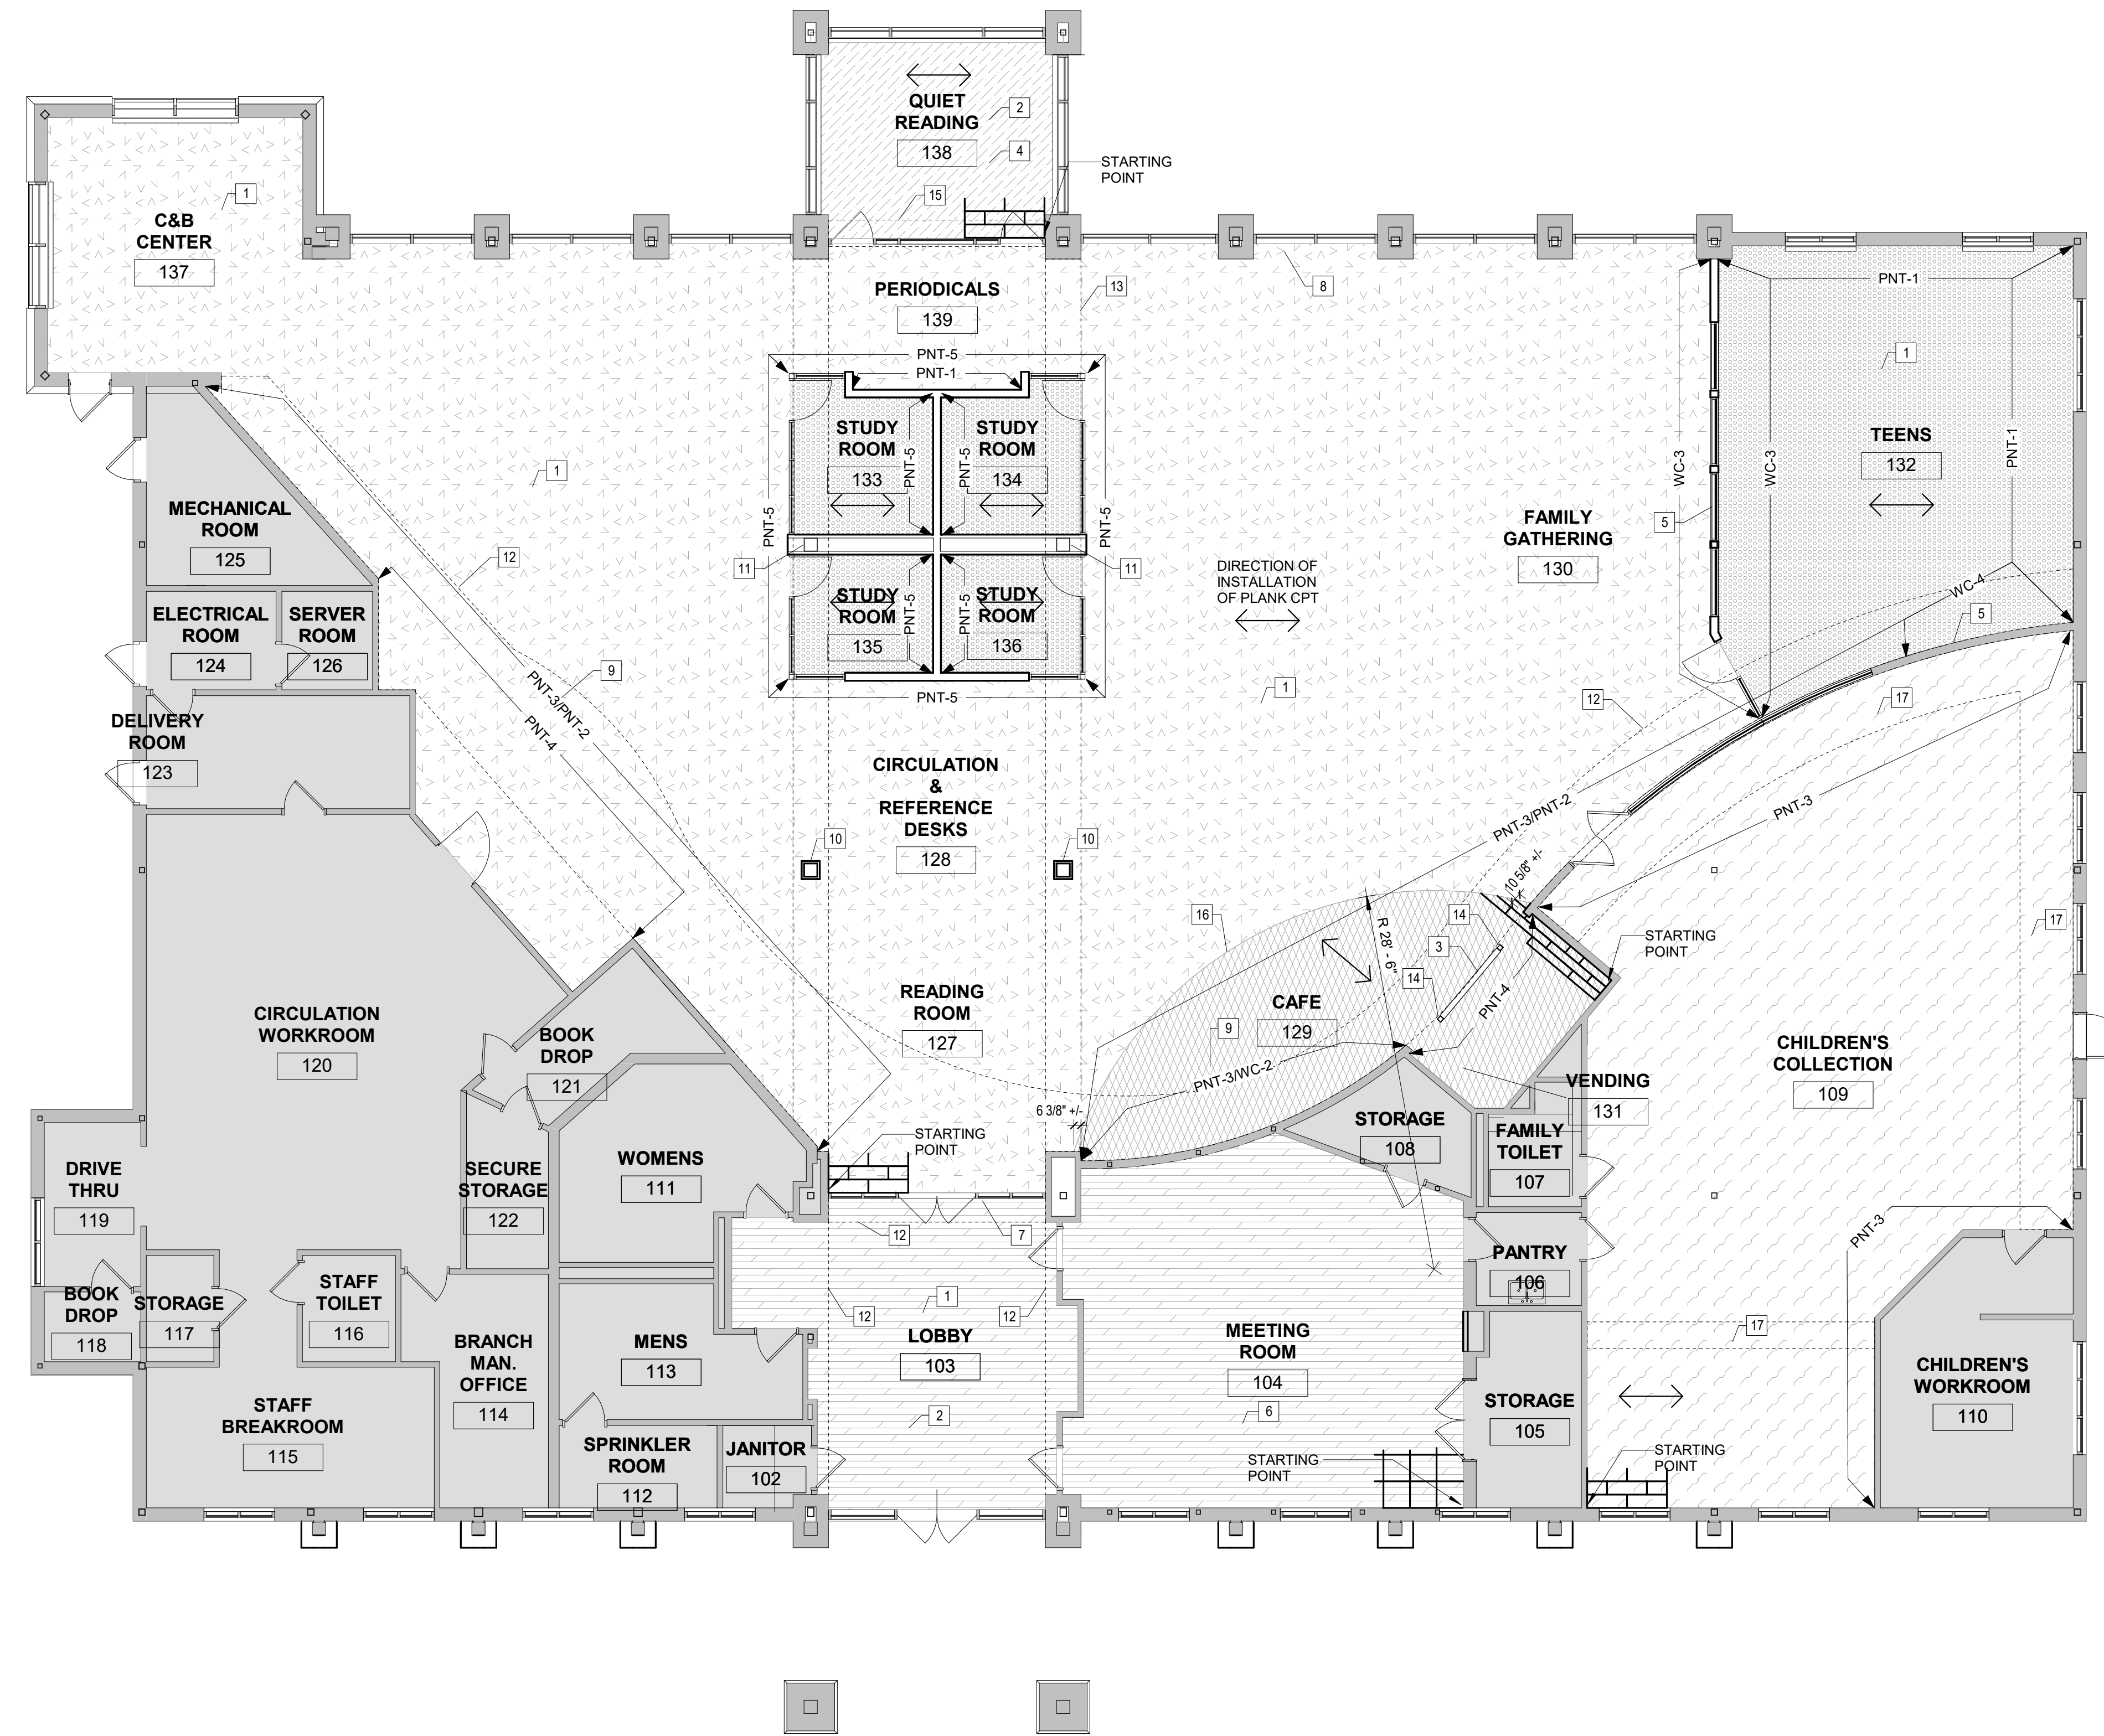 QUIET
READING
138
2
4
15
STARTING
POINT
1
C&B
CENTER
137
PERIODICALS
139
13
8
PNT-1
1
PNT-5
PNT-1
STUDY
ROOM
133
PNT-5
STUDY
ROOM
134
PNT-5
PNT-5
PNT-5
WC-3
WC-3
5
TEENS
132
PNT-1
1
MECHANICAL
ROOM
125
12
11
11
FAMILY
GATHERING
130
DIRECTION OF
INSTALLATION
OF PLANK CPT
STUDY
ROOM
135
PNT-5
STUDY
ROOM
136
PNT-5
PNT-5
WC-4
5
ELECTRICAL
ROOM
124
SERVER
ROOM
126
9
PNT-3/PNT-2
PNT-4
1
12
17
DELIVERY
ROOM
123
CIRCULATION
&
REFERENCE
DESKS
128
10
10
PNT-3/PNT-2
PNT-3
10 5/8" +/-
16
14
3
14
R 28' - 6"
STARTING
POINT
17
READING
ROOM
127
CAFE
129
9
PNT-4
PNT-3/WC-2
6 3/8" +/-
CIRCULATION
WORKROOM
120
BOOK
DROP
121
CHILDREN'S
COLLECTION
109
VENDING
131
STORAGE
108
FAMILY
TOILET
107
STARTING
POINT
DRIVE
THRU
119
SECURE
STORAGE
122
WOMENS
111
12
7
PANTRY
106
PNT-3
BOOK
DROP
118
STORAGE
117
STAFF
TOILET
116
BRANCH
MAN.
OFFICE
114
MENS
113
12
1
12
LOBBY
103
2
MEETING
ROOM
104
6
17
STORAGE
105
CHILDREN'S
WORKROOM
110
STAFF
BREAKROOM
115
SPRINKLER
ROOM
112
JANITOR
102
STARTING
POINT
STARTING
POINT